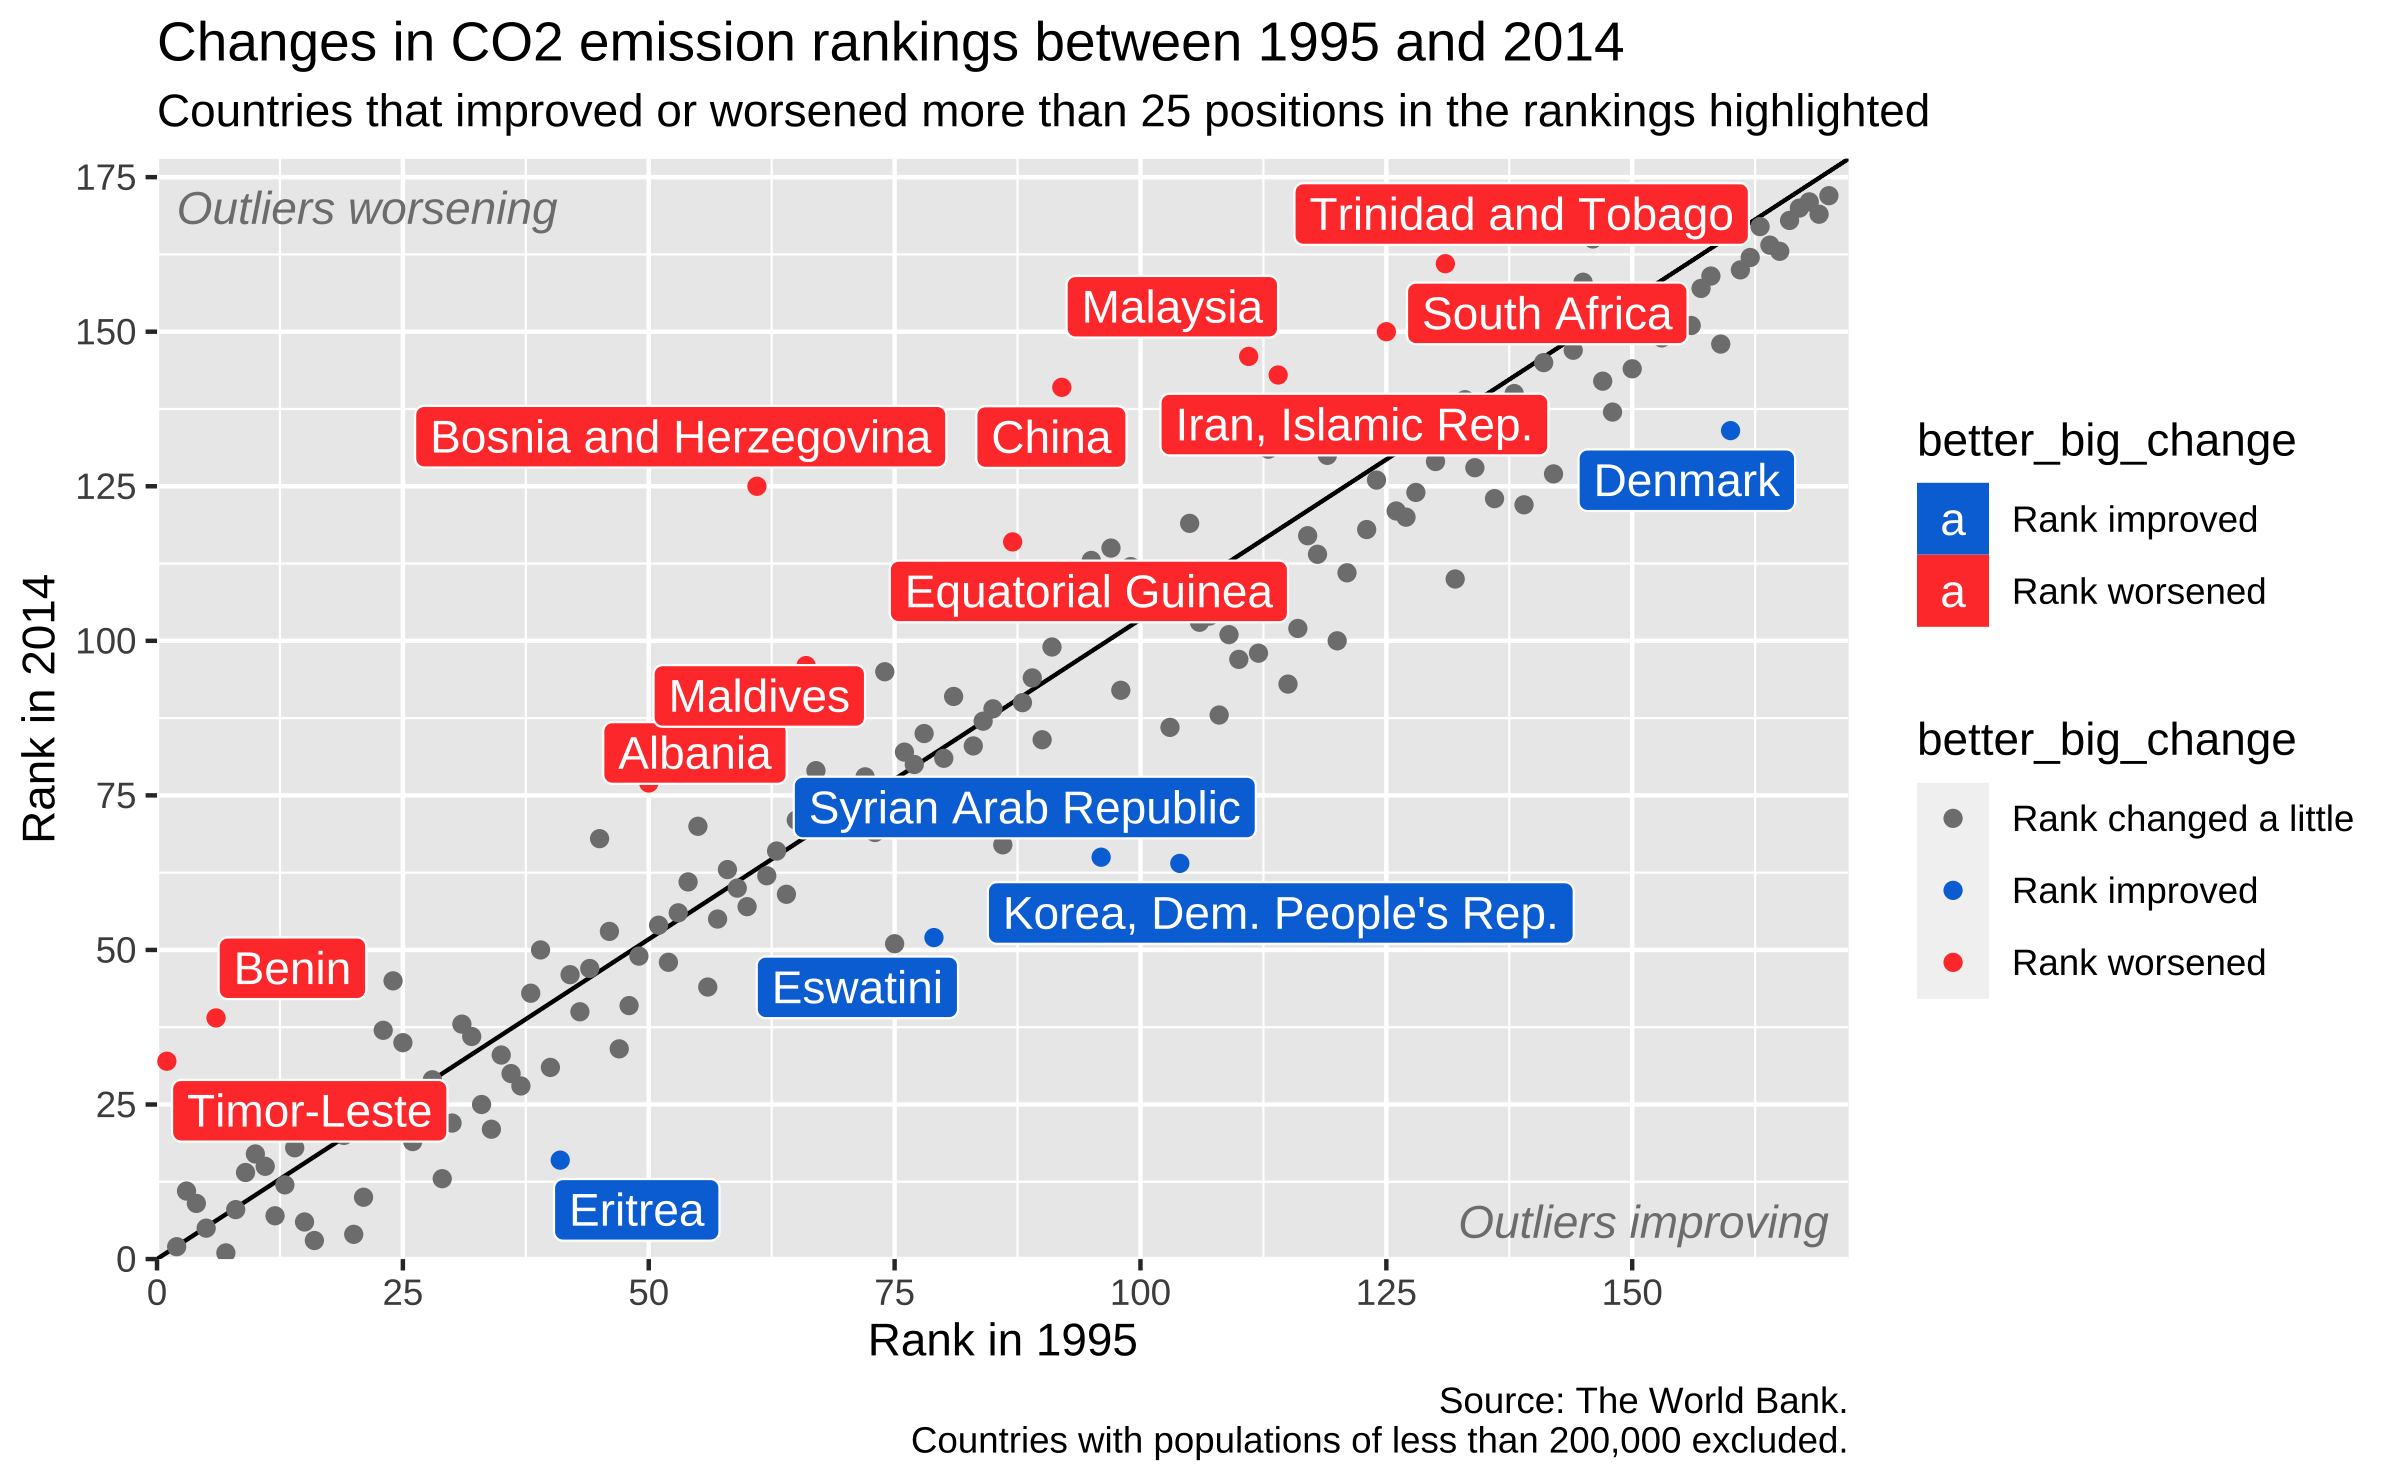 Changes in CO2 emission rankings between 1995 and 2014
Countries that improved or worsened more than 25 positions in the rankings highlighted
175
Outliers worsening
Trinidad and Tobago
Malaysia
150
South Africa
Bosnia and Herzegovina
China
Iran, Islamic Rep.
Denmark
125
Equatorial Guinea
100
Maldives
Albania
75
Syrian Arab Republic
Korea, Dem. People's Rep.
50
Benin
Eswatini
25
Timor-Leste
Eritrea
Outliers improving
0
Rank in 2014
0 25 50 75 100 125 150
Rank in 1995
better_big_change
a Rank improved
a Rank worsened
better_big_change
Rank changed a little
Rank improved
Rank worsened
Source: The World Bank.
Countries with populations of less than 200,000 excluded.